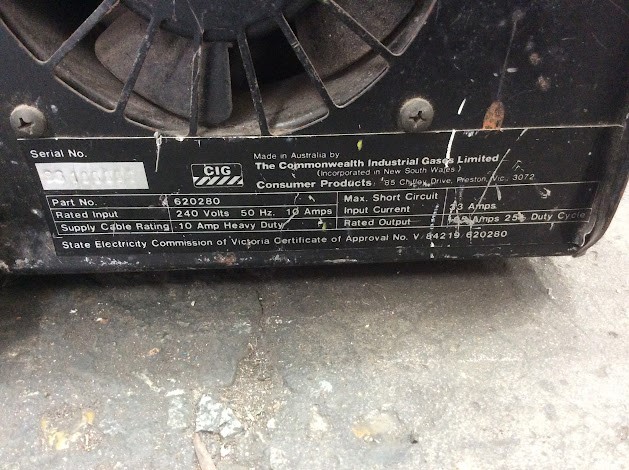 Serial No.
CIG
Made in Australia by
The Commonwealth Industrial Gases Limited
(Incorporated in New South Wales)
Consumer Products, Drive, Preston, Vic., 3072
Part No. 620280
Rated Input 240 Volts 50 Hz. 10 Amps
Supply Cable Rating 10 Amp Heavy Duty
Max. Short Circuit
Input Current 33 Amps
Rated Output Amps Duty Cycle
State Electricity Commission of Victoria Certificate of Approval No. V/84219/620280